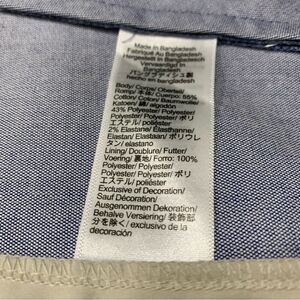 Made In Bangladesh
Fabriqué Au Bangladesh
Hergestellt In Bangladesch
Vervaardigd In
Bangladesh
バングラデイシュ製
hecho en bangladesh
Body/ Corps/ Oberteil/
Romp/ 本体/ Cuerpo: 55%
Cotton/ Coton/ Baumwolle/
Katoen/ 綿/ algodón
43% Polyester/ Polyester/
Polyester/ Polyester/ ポリ
エステル/ poliéster
2% Elastane/ Élasthanne/
Elastan/ Elastaan/ ポリウレ
タン/ elastano
Lining/ Doublure/ Futter/
Voering/ 裏地/ Forro: 100%
Polyester/ Polyester/
Polyester/ Polyester/ ポリ
エステル/ poliéster
Exclusive of Decoration/
Sauf Décoration/
Ausgenommen Dekoration/
Behalve Versiering/ 装飾部
分を除く/ exclusivo de la
decoración